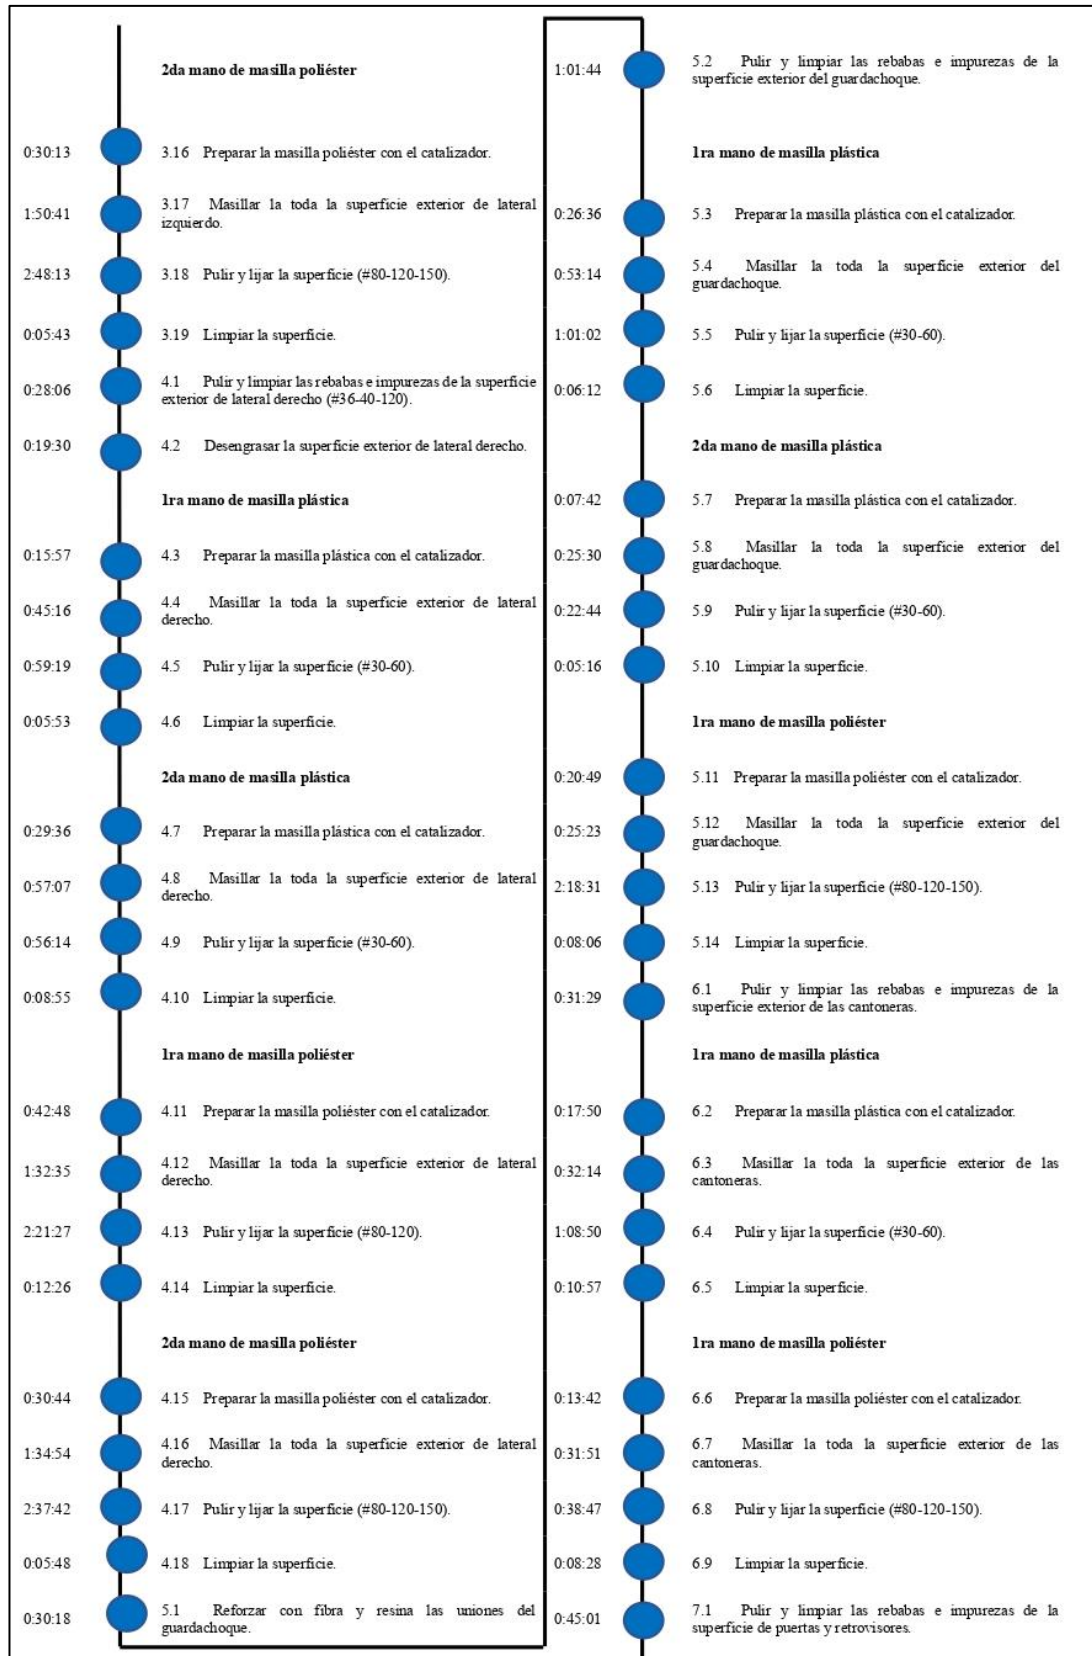 2da mano de masilla poliéster
0:30:13 3.16 Preparar la masilla poliéster con el catalizador.
1:50:41 3.17 Masillar la toda la superficie exterior de lateral
izquierdo.
2:48:13 3.18 Pulir y lijar la superficie (#80-120-150).
0:05:43 3.19 Limpiar la superficie.
0:28:06 4.1 Pulir y limpiar las rebabas e impurezas de la superficie
exterior de lateral derecho (#36-40-120).
0:19:30 4.2 Desengrasar la superficie exterior de lateral derecho.
1ra mano de masilla plástica
0:15:57 4.3 Preparar la masilla plástica con el catalizador.
0:45:16 4.4 Masillar la toda la superficie exterior de lateral
derecho.
0:59:19 4.5 Pulir y lijar la superficie (#30-60).
0:05:53 4.6 Limpiar la superficie.
2da mano de masilla plástica
0:29:36 4.7 Preparar la masilla plástica con el catalizador.
0:57:07 4.8 Masillar la toda la superficie exterior de lateral
derecho.
0:56:14 4.9 Pulir y lijar la superficie (#30-60).
0:08:55 4.10 Limpiar la superficie.
1ra mano de masilla poliéster
0:42:48 4.11 Preparar la masilla poliéster con el catalizador.
1:32:35 4.12 Masillar la toda la superficie exterior de lateral
derecho.
2:21:27 4.13 Pulir y lijar la superficie (#80-120).
0:12:26 4.14 Limpiar la superficie.
2da mano de masilla poliéster
0:30:44 4.15 Preparar la masilla poliéster con el catalizador.
1:34:54 4.16 Masillar la toda la superficie exterior de lateral
derecho.
2:37:42 4.17 Pulir y lijar la superficie (#80-120-150).
0:05:48 4.18 Limpiar la superficie.
0:30:18 5.1 Reforzar con fibra y resina las uniones del
guardachoque.
1:01:44 5.2 Pulir y limpiar las rebabas e impurezas de la
superficie exterior del guardachoque.
1ra mano de masilla plástica
0:26:36 5.3 Preparar la masilla plástica con el catalizador.
0:53:14 5.4 Masillar la toda la superficie exterior del
guardachoque.
1:01:02 5.5 Pulir y lijar la superficie (#30-60).
0:06:12 5.6 Limpiar la superficie.
2da mano de masilla plástica
0:07:42 5.7 Preparar la masilla plástica con el catalizador.
0:25:30 5.8 Masillar la toda la superficie exterior del
guardachoque.
0:22:44 5.9 Pulir y lijar la superficie (#30-60).
0:05:16 5.10 Limpiar la superficie.
1ra mano de masilla poliéster
0:20:49 5.11 Preparar la masilla poliéster con el catalizador.
0:25:23 5.12 Masillar la toda la superficie exterior del
guardachoque.
2:18:31 5.13 Pulir y lijar la superficie (#80-120-150).
0:08:06 5.14 Limpiar la superficie.
0:31:29 6.1 Pulir y limpiar las rebabas e impurezas de la
superficie exterior de las cantoneras.
1ra mano de masilla plástica
0:17:50 6.2 Preparar la masilla plástica con el catalizador.
0:32:14 6.3 Masillar la toda la superficie exterior de las
cantoneras.
1:08:50 6.4 Pulir y lijar la superficie (#30-60).
0:10:57 6.5 Limpiar la superficie.
1ra mano de masilla poliéster
0:13:42 6.6 Preparar la masilla poliéster con el catalizador.
0:31:51 6.7 Masillar la toda la superficie exterior de las
cantoneras.
0:38:47 6.8 Pulir y lijar la superficie (#80-120-150).
0:08:28 6.9 Limpiar la superficie.
0:45:01 7.1 Pulir y limpiar las rebabas e impurezas de la
superficie de puertas y retrovisores.